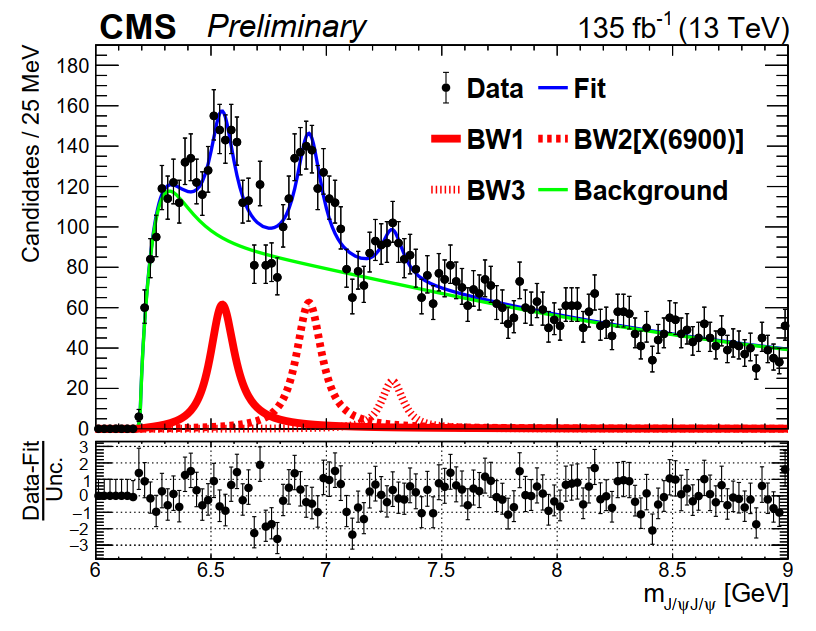 CMS Preliminary 135 fb⁻¹ (13 TeV)
Candidates / 25 MeV
180
160
140
120
100
80
60
40
20
0
Data
Fit
BW1
BW2[X(6900)]
BW3
Background
Data-Fit
Unc.
3
2
1
0
−1
−2
−3
6 6.5 7 7.5 8 8.5 9
m_J/ψJ/ψ [GeV]